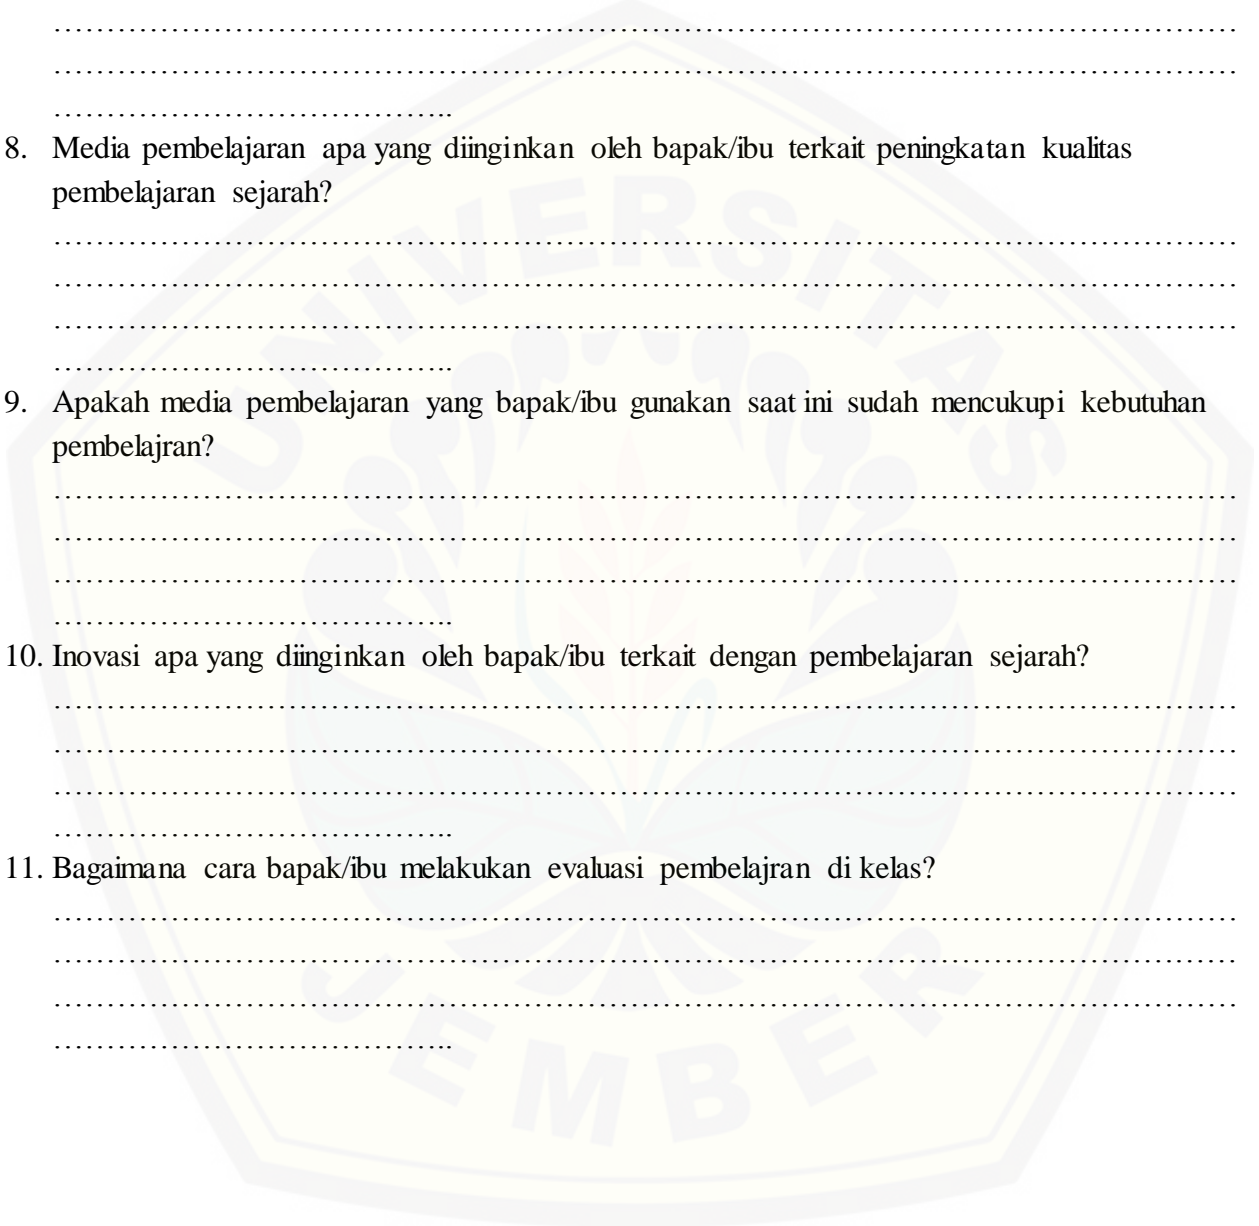 ……………………………………………………………………………………………………
……………………………………………………………………………………………………
………………………………..
8. Media pembelajaran apa yang diinginkan oleh bapak/ibu terkait peningkatan kualitas
pembelajaran sejarah?
……………………………………………………………………………………………………
……………………………………………………………………………………………………
……………………………………………………………………………………………………
………………………………..
9. Apakah media pembelajaran yang bapak/ibu gunakan saat ini sudah mencukupi kebutuhan
pembelajran?
……………………………………………………………………………………………………
……………………………………………………………………………………………………
……………………………………………………………………………………………………
………………………………..
10. Inovasi apa yang diinginkan oleh bapak/ibu terkait dengan pembelajaran sejarah?
……………………………………………………………………………………………………
……………………………………………………………………………………………………
……………………………………………………………………………………………………
………………………………..
11. Bagaimana cara bapak/ibu melakukan evaluasi pembelajran di kelas?
……………………………………………………………………………………………………
……………………………………………………………………………………………………
……………………………………………………………………………………………………
………………………………..
UNIVERSITAS
JEMBER